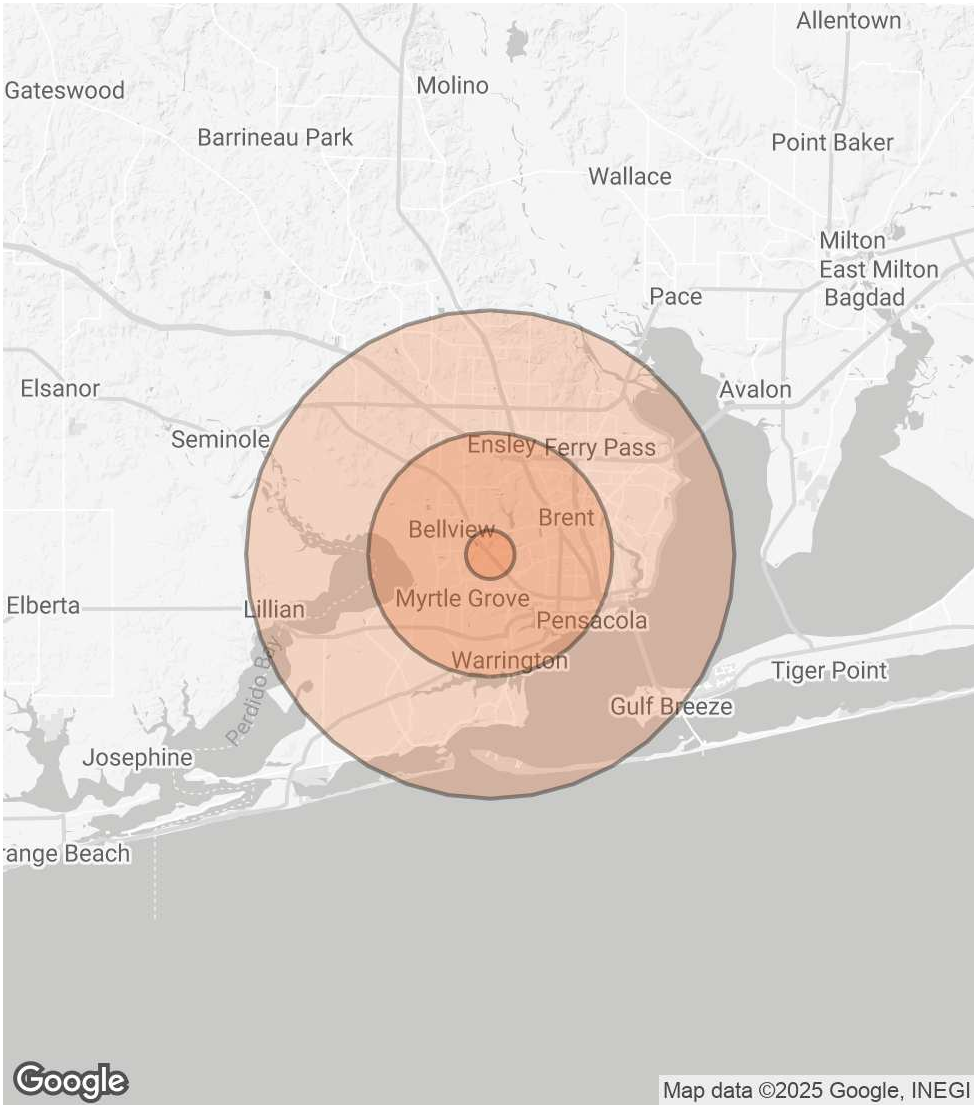 Allentown
Gateswood
Molino
Barrineau Park
Point Baker
Wallace
Milton
East Milton
Pace
Bagdad
Elsanor
Avalon
Seminole
Ensley
Ferry Pass
Brent
Bellview
Myrtle Grove
Elberta
Lillian
Pensacola
Warrington
Tiger Point
Perdido Bay
Gulf Breeze
Josephine
range Beach
Google
Map data ©2025 Google, INEGI